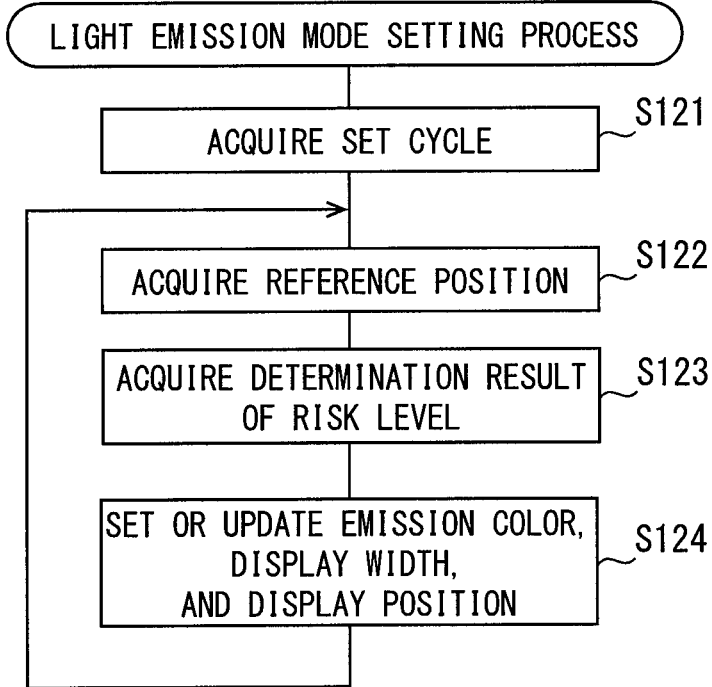 LIGHT EMISSION MODE SETTING PROCESS
ACQUIRE SET CYCLE
S121
ACQUIRE REFERENCE POSITION
S122
ACQUIRE DETERMINATION RESULT
OF RISK LEVEL
S123
SET OR UPDATE EMISSION COLOR,
DISPLAY WIDTH,
AND DISPLAY POSITION
S124